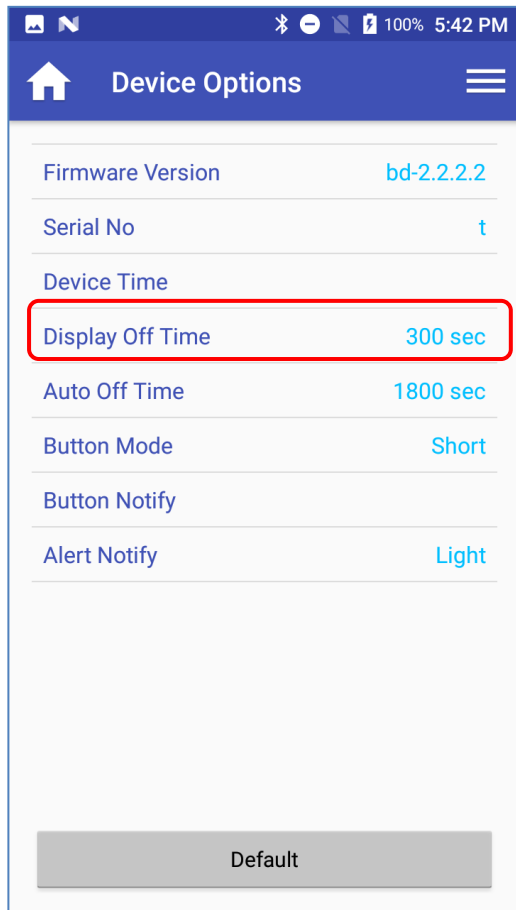 100% 5:42 PM
Device Options
Firmware Version bd-2.2.2.2
Serial No t
Device Time
Display Off Time 300 sec
Auto Off Time 1800 sec
Button Mode Short
Button Notify
Alert Notify Light
Default